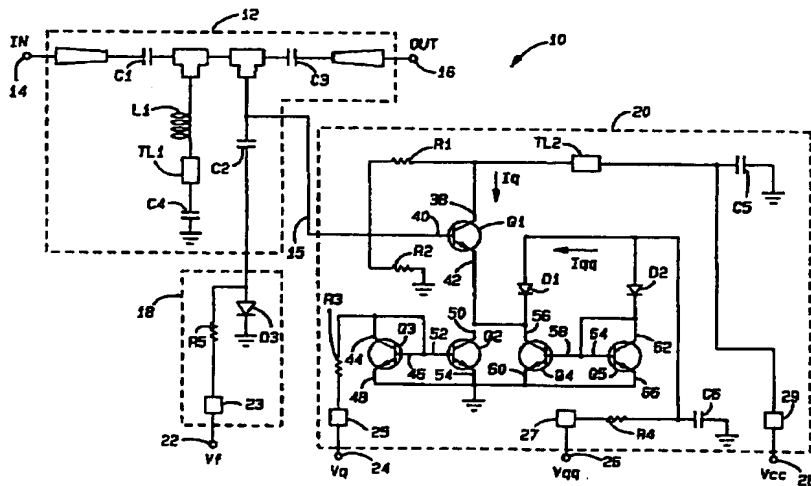 12
IN
OUT
10
14
C1
C3
16
20
L1
R1
TL2
C2
Iq
TL1
38
C5
C4
40
Q1
15
R2
42
Iqq
D1
D2
18
R3
50
56
R5
D3
Q3
52
Q2
58
64
62
44
46
54
60
Q4
Q5
66
48
C6
23
25
27
R4
29
22
Vf
Vq
24
Vqq
26
Vcc
28